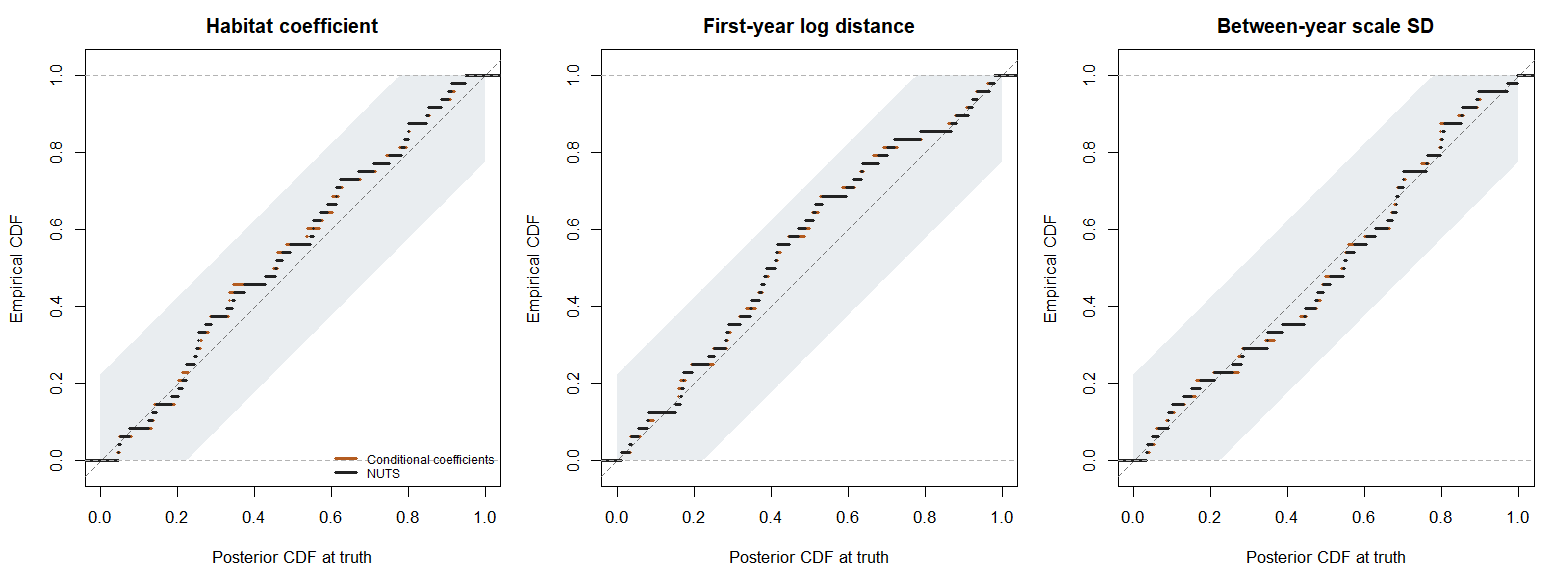 Habitat coefficient
Empirical CDF
1.0
0.8
0.6
0.4
0.2
0.0
Conditional coefficients
NUTS
0.0 0.2 0.4 0.6 0.8 1.0
Posterior CDF at truth
First-year log distance
Empirical CDF
1.0
0.8
0.6
0.4
0.2
0.0
0.0 0.2 0.4 0.6 0.8 1.0
Posterior CDF at truth
Between-year scale SD
Empirical CDF
1.0
0.8
0.6
0.4
0.2
0.0
0.0 0.2 0.4 0.6 0.8 1.0
Posterior CDF at truth